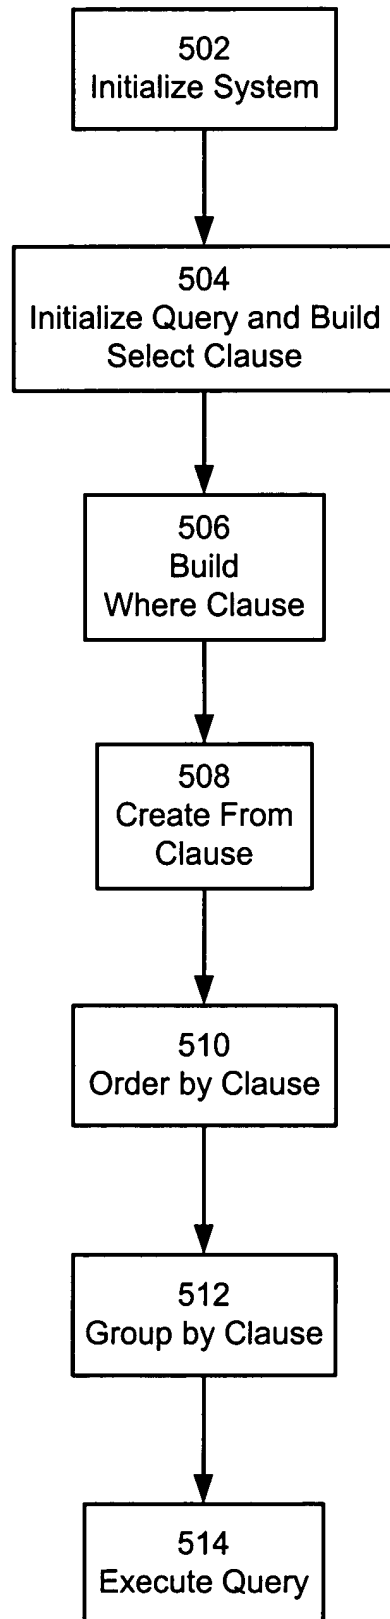 502
Initialize System
504
Initialize Query and Build
Select Clause
506
Build
Where Clause
508
Create From
Clause
510
Order by Clause
512
Group by Clause
514
Execute Query